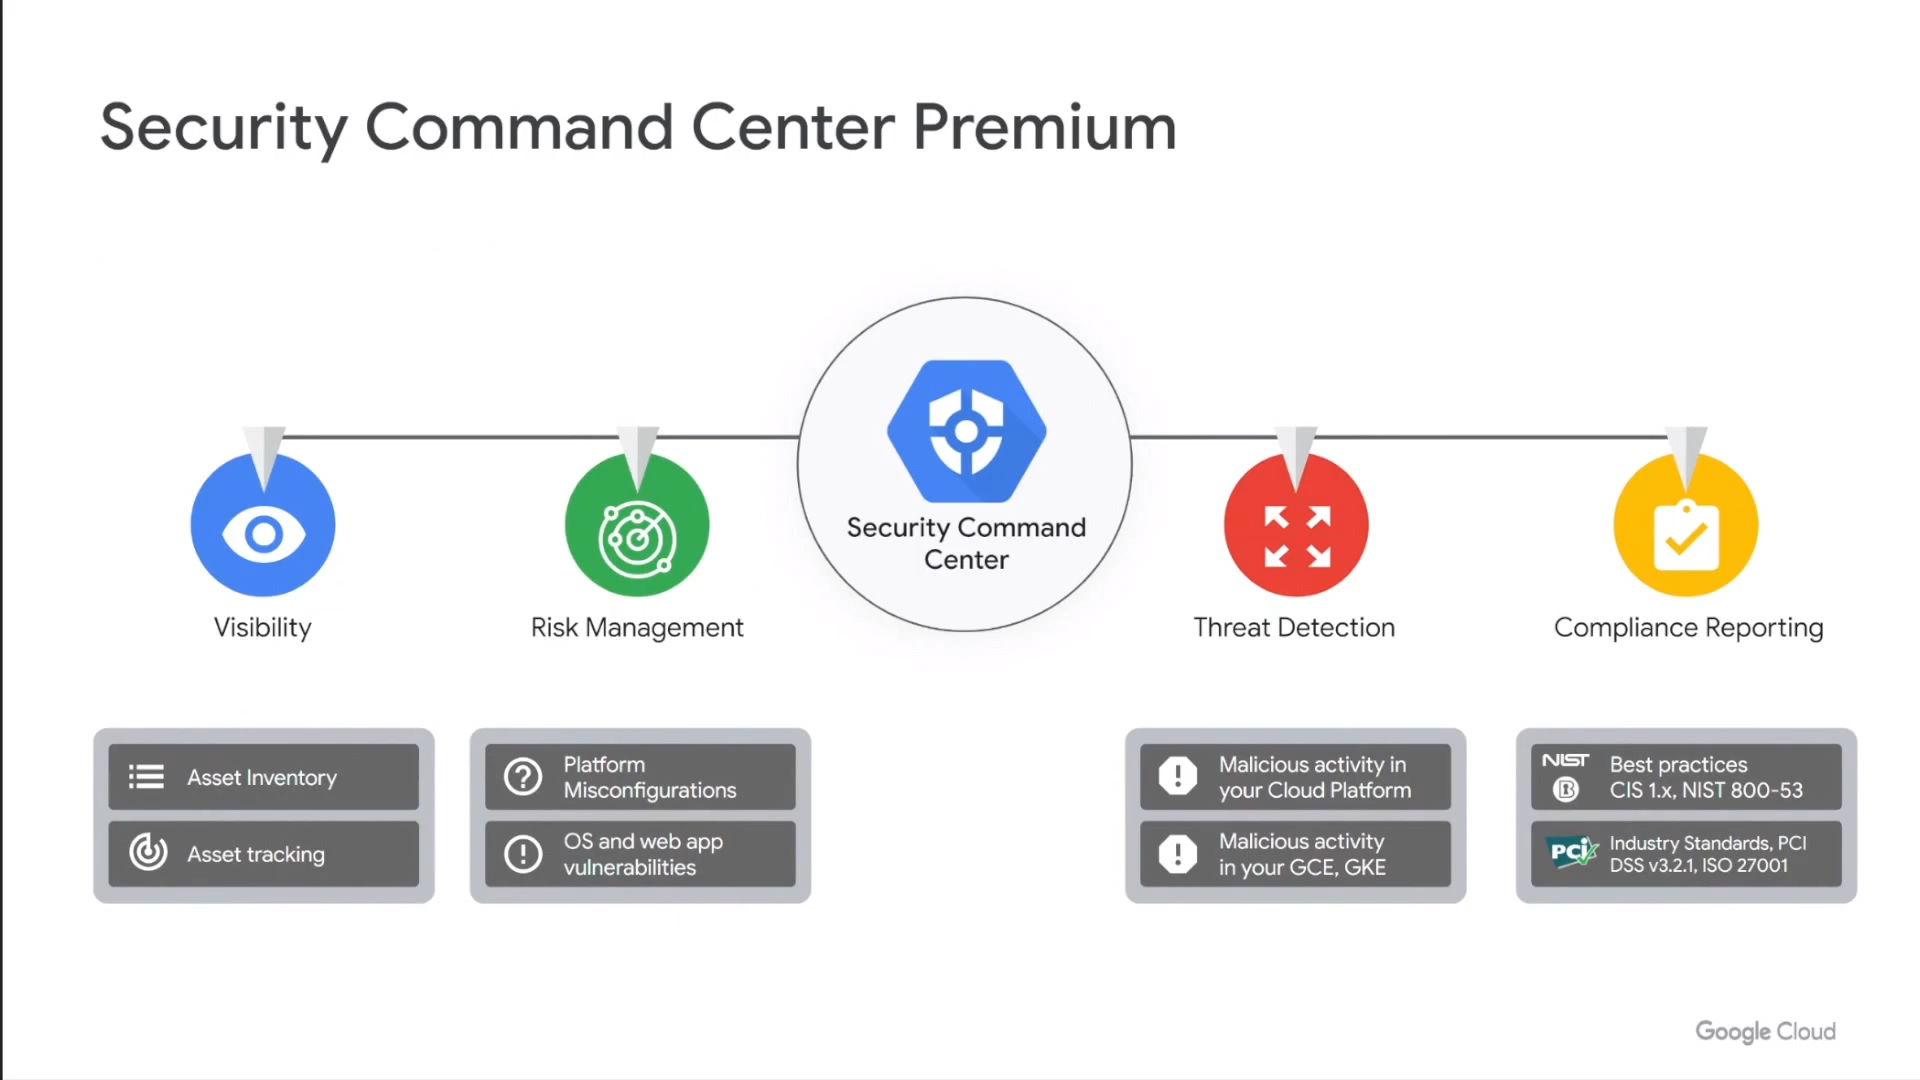 Security Command Center Premium
Security Command
Center
Visibility
Risk Management
Threat Detection
Compliance Reporting
Asset Inventory
Asset tracking
Platform
Misconfigurations
OS and web app
vulnerabilities
Malicious activity in
your Cloud Platform
Malicious activity
in your GCE, GKE
NIST
B
Best practices
CIS 1.x, NIST 800-53
PCi
Industry Standards, PCI
DSS v3.2.1, ISO 27001
Google Cloud